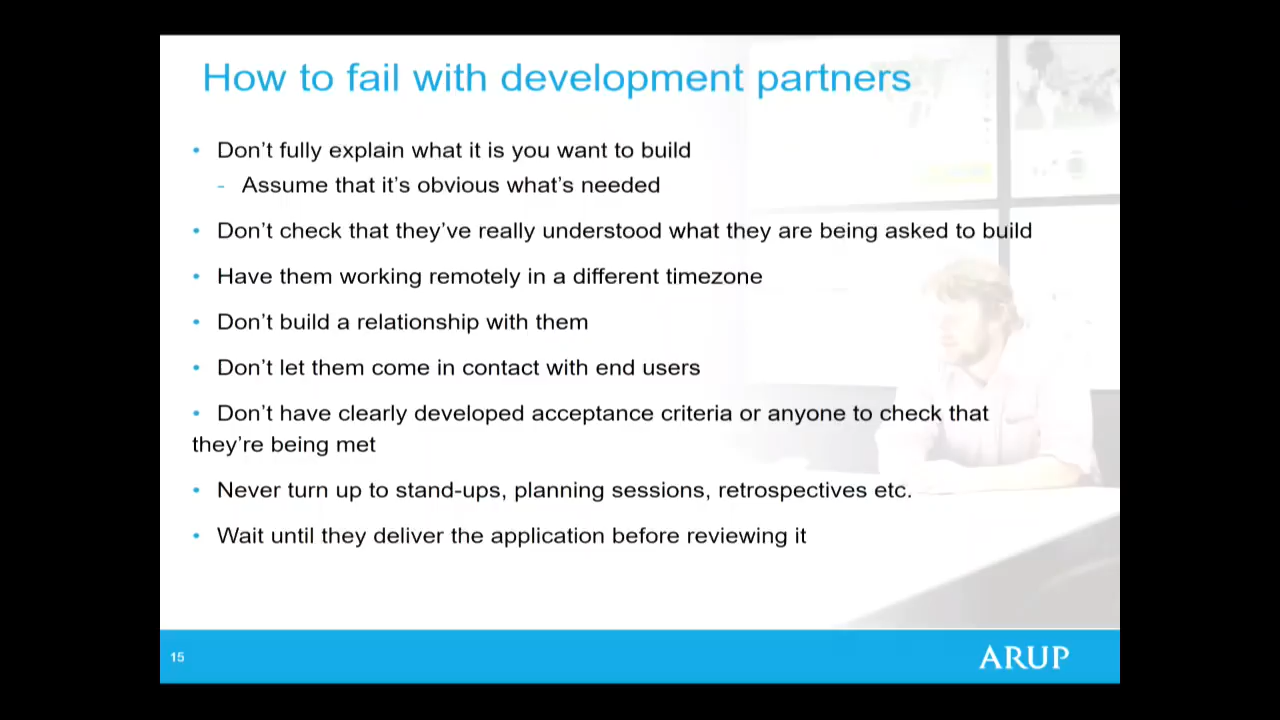 How to fail with development partners
• Don’t fully explain what it is you want to build
- Assume that it’s obvious what’s needed
• Don’t check that they’ve really understood what they are being asked to build
• Have them working remotely in a different timezone
• Don’t build a relationship with them
• Don’t let them come in contact with end users
• Don’t have clearly developed acceptance criteria or anyone to check that
they’re being met
• Never turn up to stand-ups, planning sessions, retrospectives etc.
• Wait until they deliver the application before reviewing it
15
ARUP